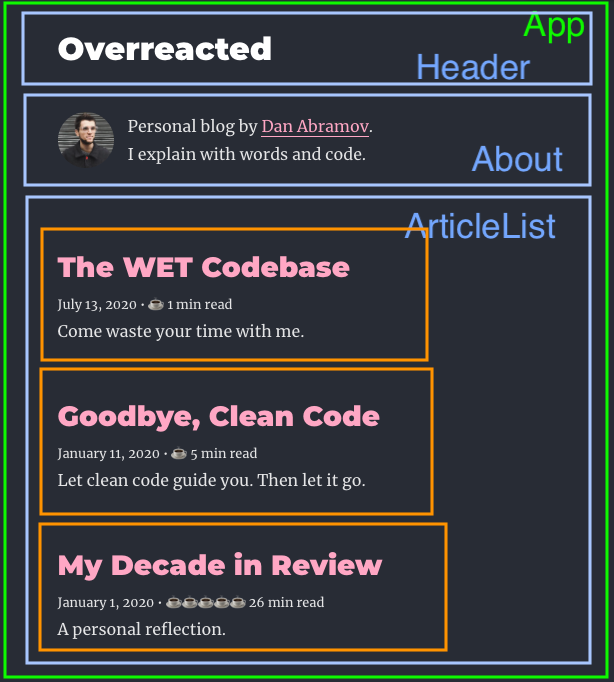 App
Overreacted
Header
Personal blog by Dan Abramov.
I explain with words and code.
About
ArticleList
The WET Codebase
July 13, 2020 • ☕ 1 min read
Come waste your time with me.
Goodbye, Clean Code
January 11, 2020 • ☕ 5 min read
Let clean code guide you. Then let it go.
My Decade in Review
January 1, 2020 • ☕☕☕☕☕ 26 min read
A personal reflection.